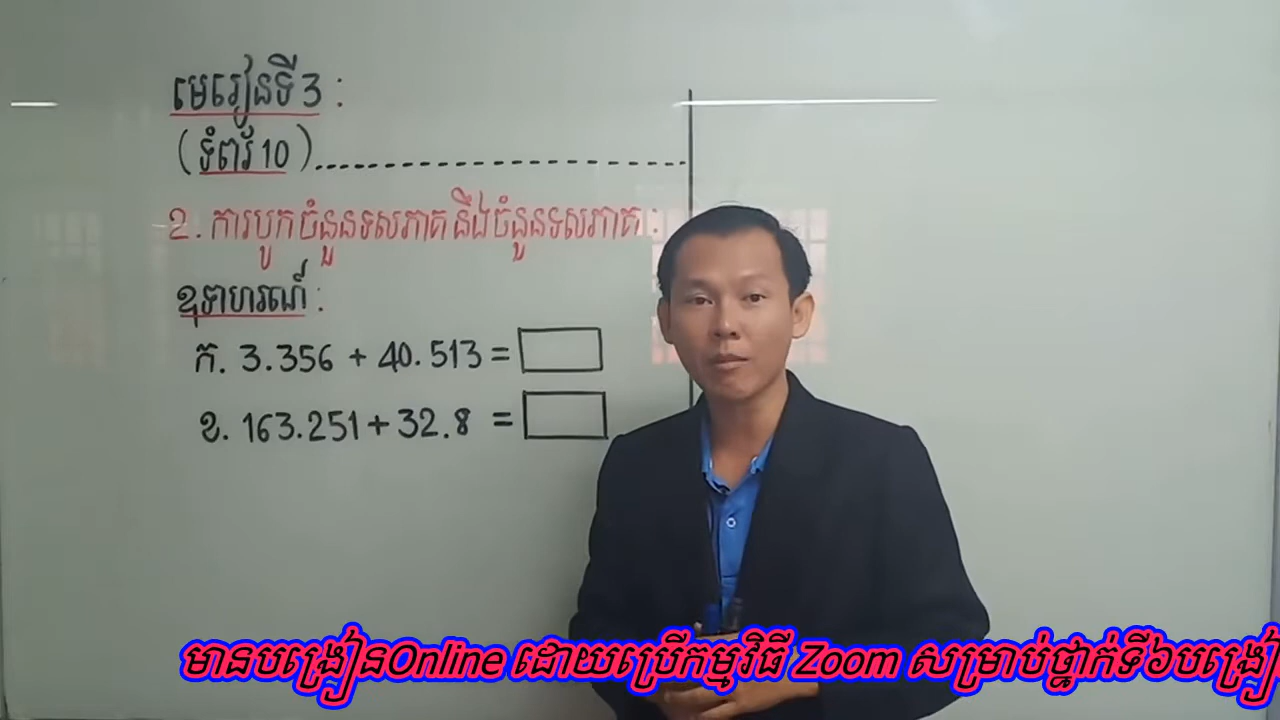 មេរៀនទី 3 :
(ទំព័រ 10)
២. ការបូកចំនួនទសភាគនឹងចំនួនទសភាគ :
ឧទាហរណ៍ :
ក. 3.356 + 40.513 =
ខ. 163.251 + 32.8 =
មានបង្រៀនOnline ដោយប្រើកម្មវិធី Zoom សម្រាប់ថ្នាក់ទី៦បង្រៀ